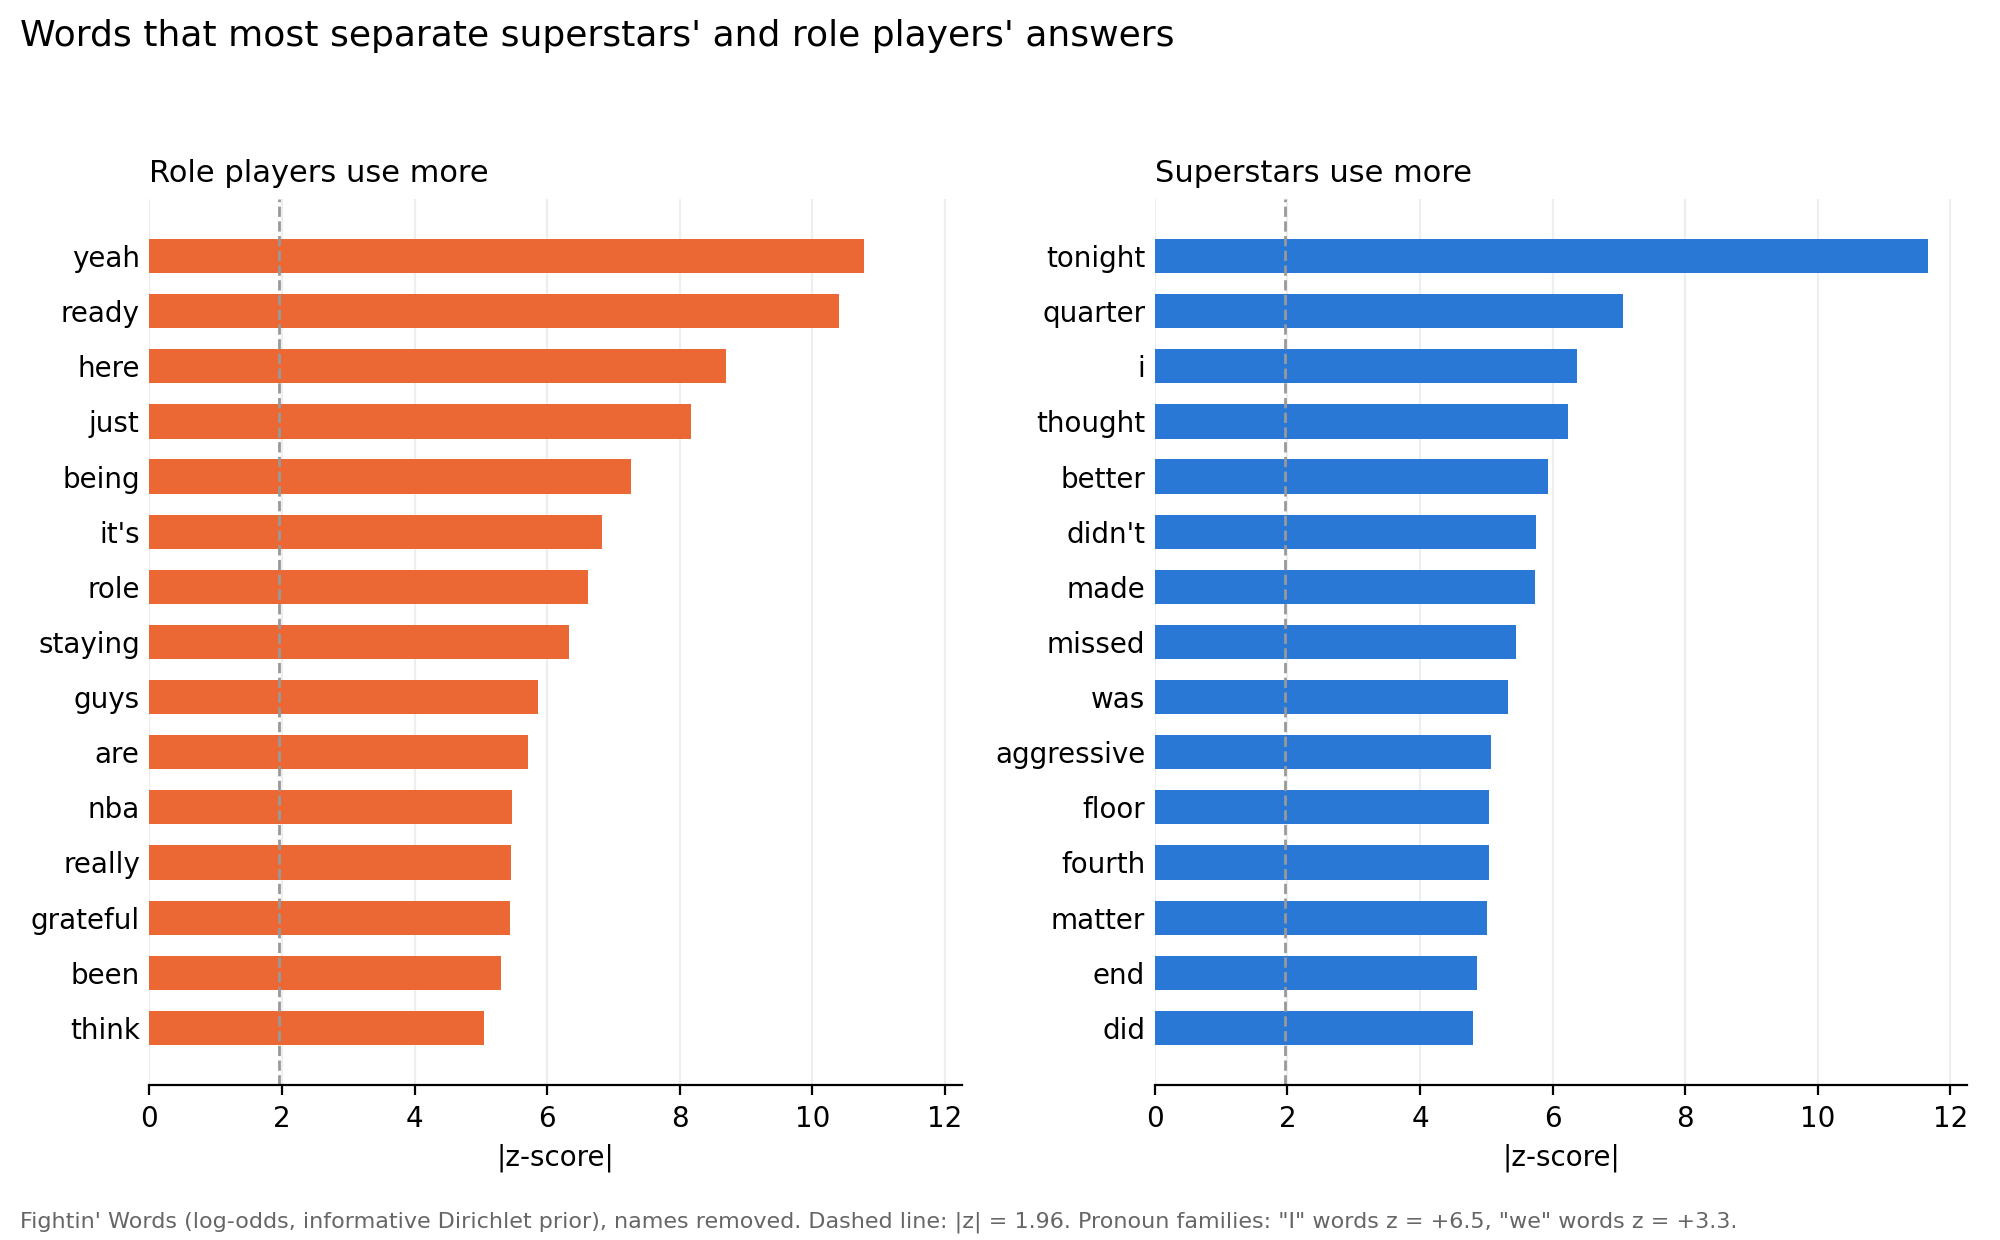 Words that most separate superstars' and role players' answers
Role players use more
yeah
ready
here
just
being
it's
role
staying
guys
are
nba
really
grateful
been
think
0 2 4 6 8 10 12
|z-score|
Superstars use more
tonight
quarter
i
thought
better
didn't
made
missed
was
aggressive
floor
fourth
matter
end
did
0 2 4 6 8 10 12
|z-score|
Fightin' Words (log-odds, informative Dirichlet prior), names removed. Dashed line: |z| = 1.96. Pronoun families: "I" words z = +6.5, "we" words z = +3.3.